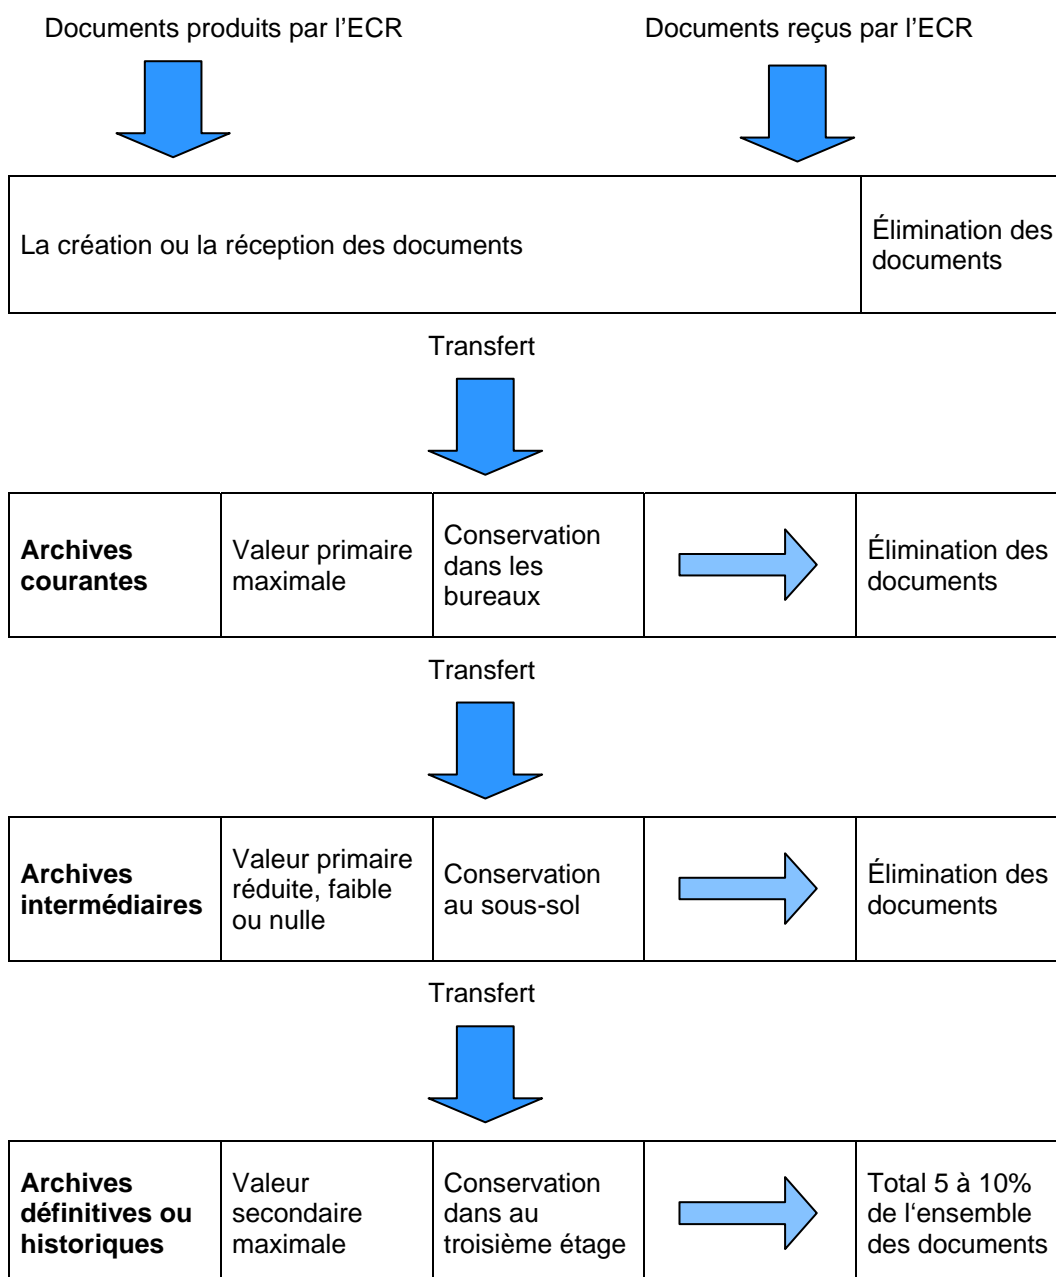 Documents produits par l’ECR
Documents reçus par l’ECR
La création ou la réception des documents
Élimination des
documents
Transfert
Archives
courantes
Valeur primaire
maximale
Conservation
dans les
bureaux
Élimination des
documents
Transfert
Archives
intermédiaires
Valeur primaire
réduite, faible
ou nulle
Conservation
au sous-sol
Élimination des
documents
Transfert
Archives
définitives ou
historiques
Valeur
secondaire
maximale
Conservation
dans au
troisième étage
Total 5 à 10%
de l‘ensemble
des documents